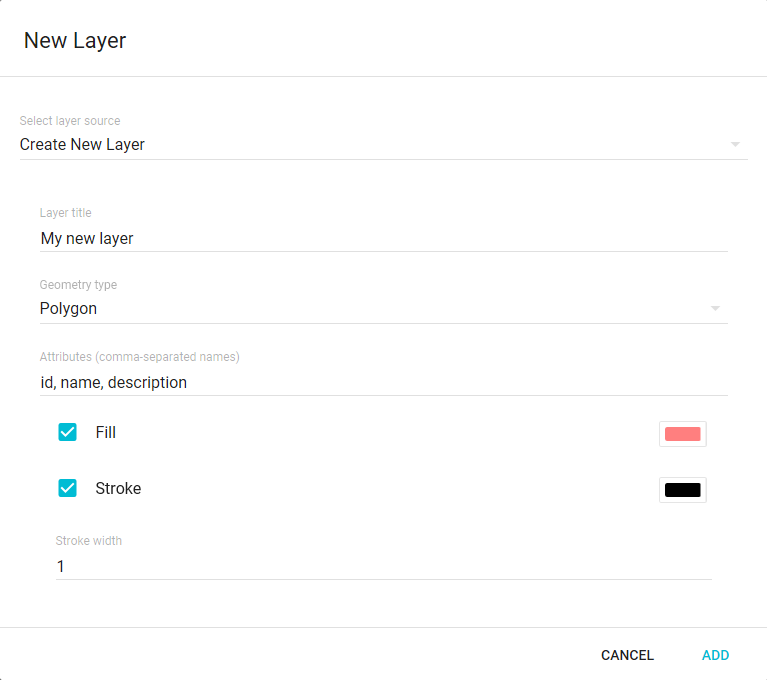 New Layer
Select layer source
Create New Layer
Layer title
My new layer
Geometry type
Polygon
Attributes (comma-separated names)
id, name, description
Fill
Stroke
Stroke width
1
CANCEL ADD